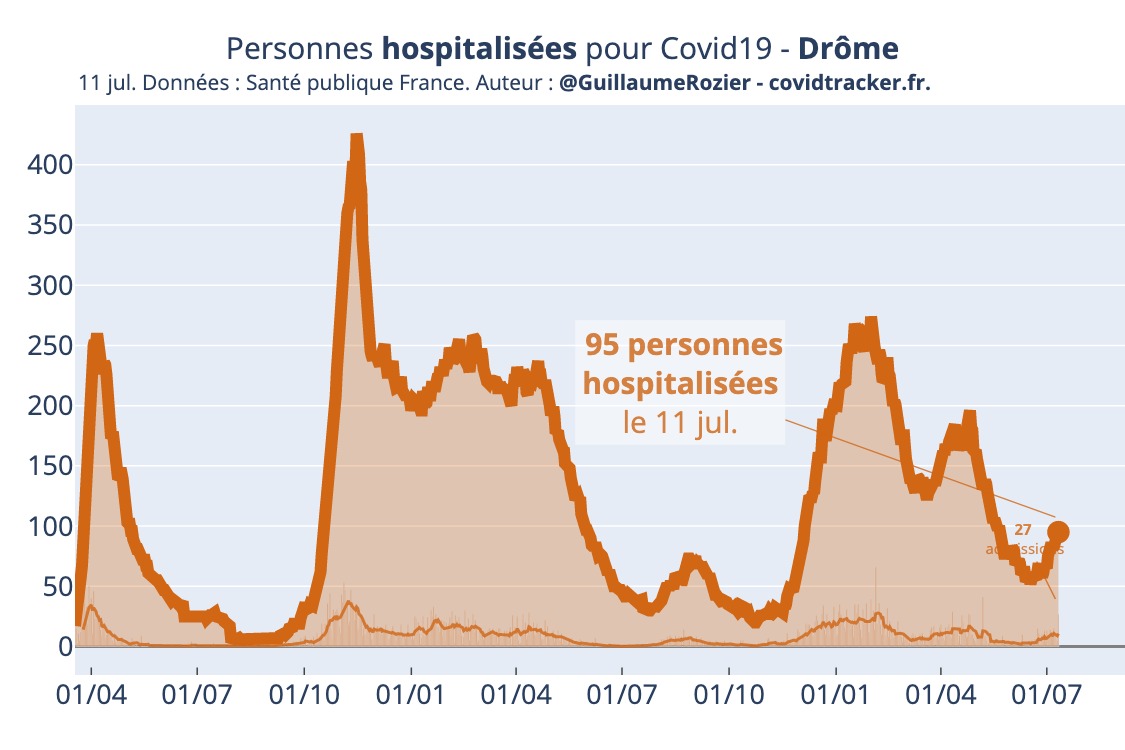 Personnes hospitalisées pour Covid19 - Drôme
11 jul. Données : Santé publique France. Auteur : @GuillaumeRozier - covidtracker.fr.
400
350
300
250
200
150
100
50
0
95 personnes
hospitalisées
le 11 jul.
27
admissions
01/04 01/07 01/10 01/01 01/04 01/07 01/10 01/01 01/04 01/07